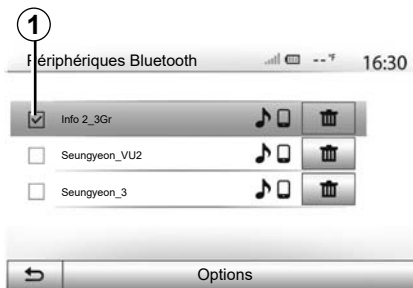 1
Périphériques Bluetooth -- °F 16:30
Info 2_3Gr
Seungyeon_VU2
Seungyeon_3
Options